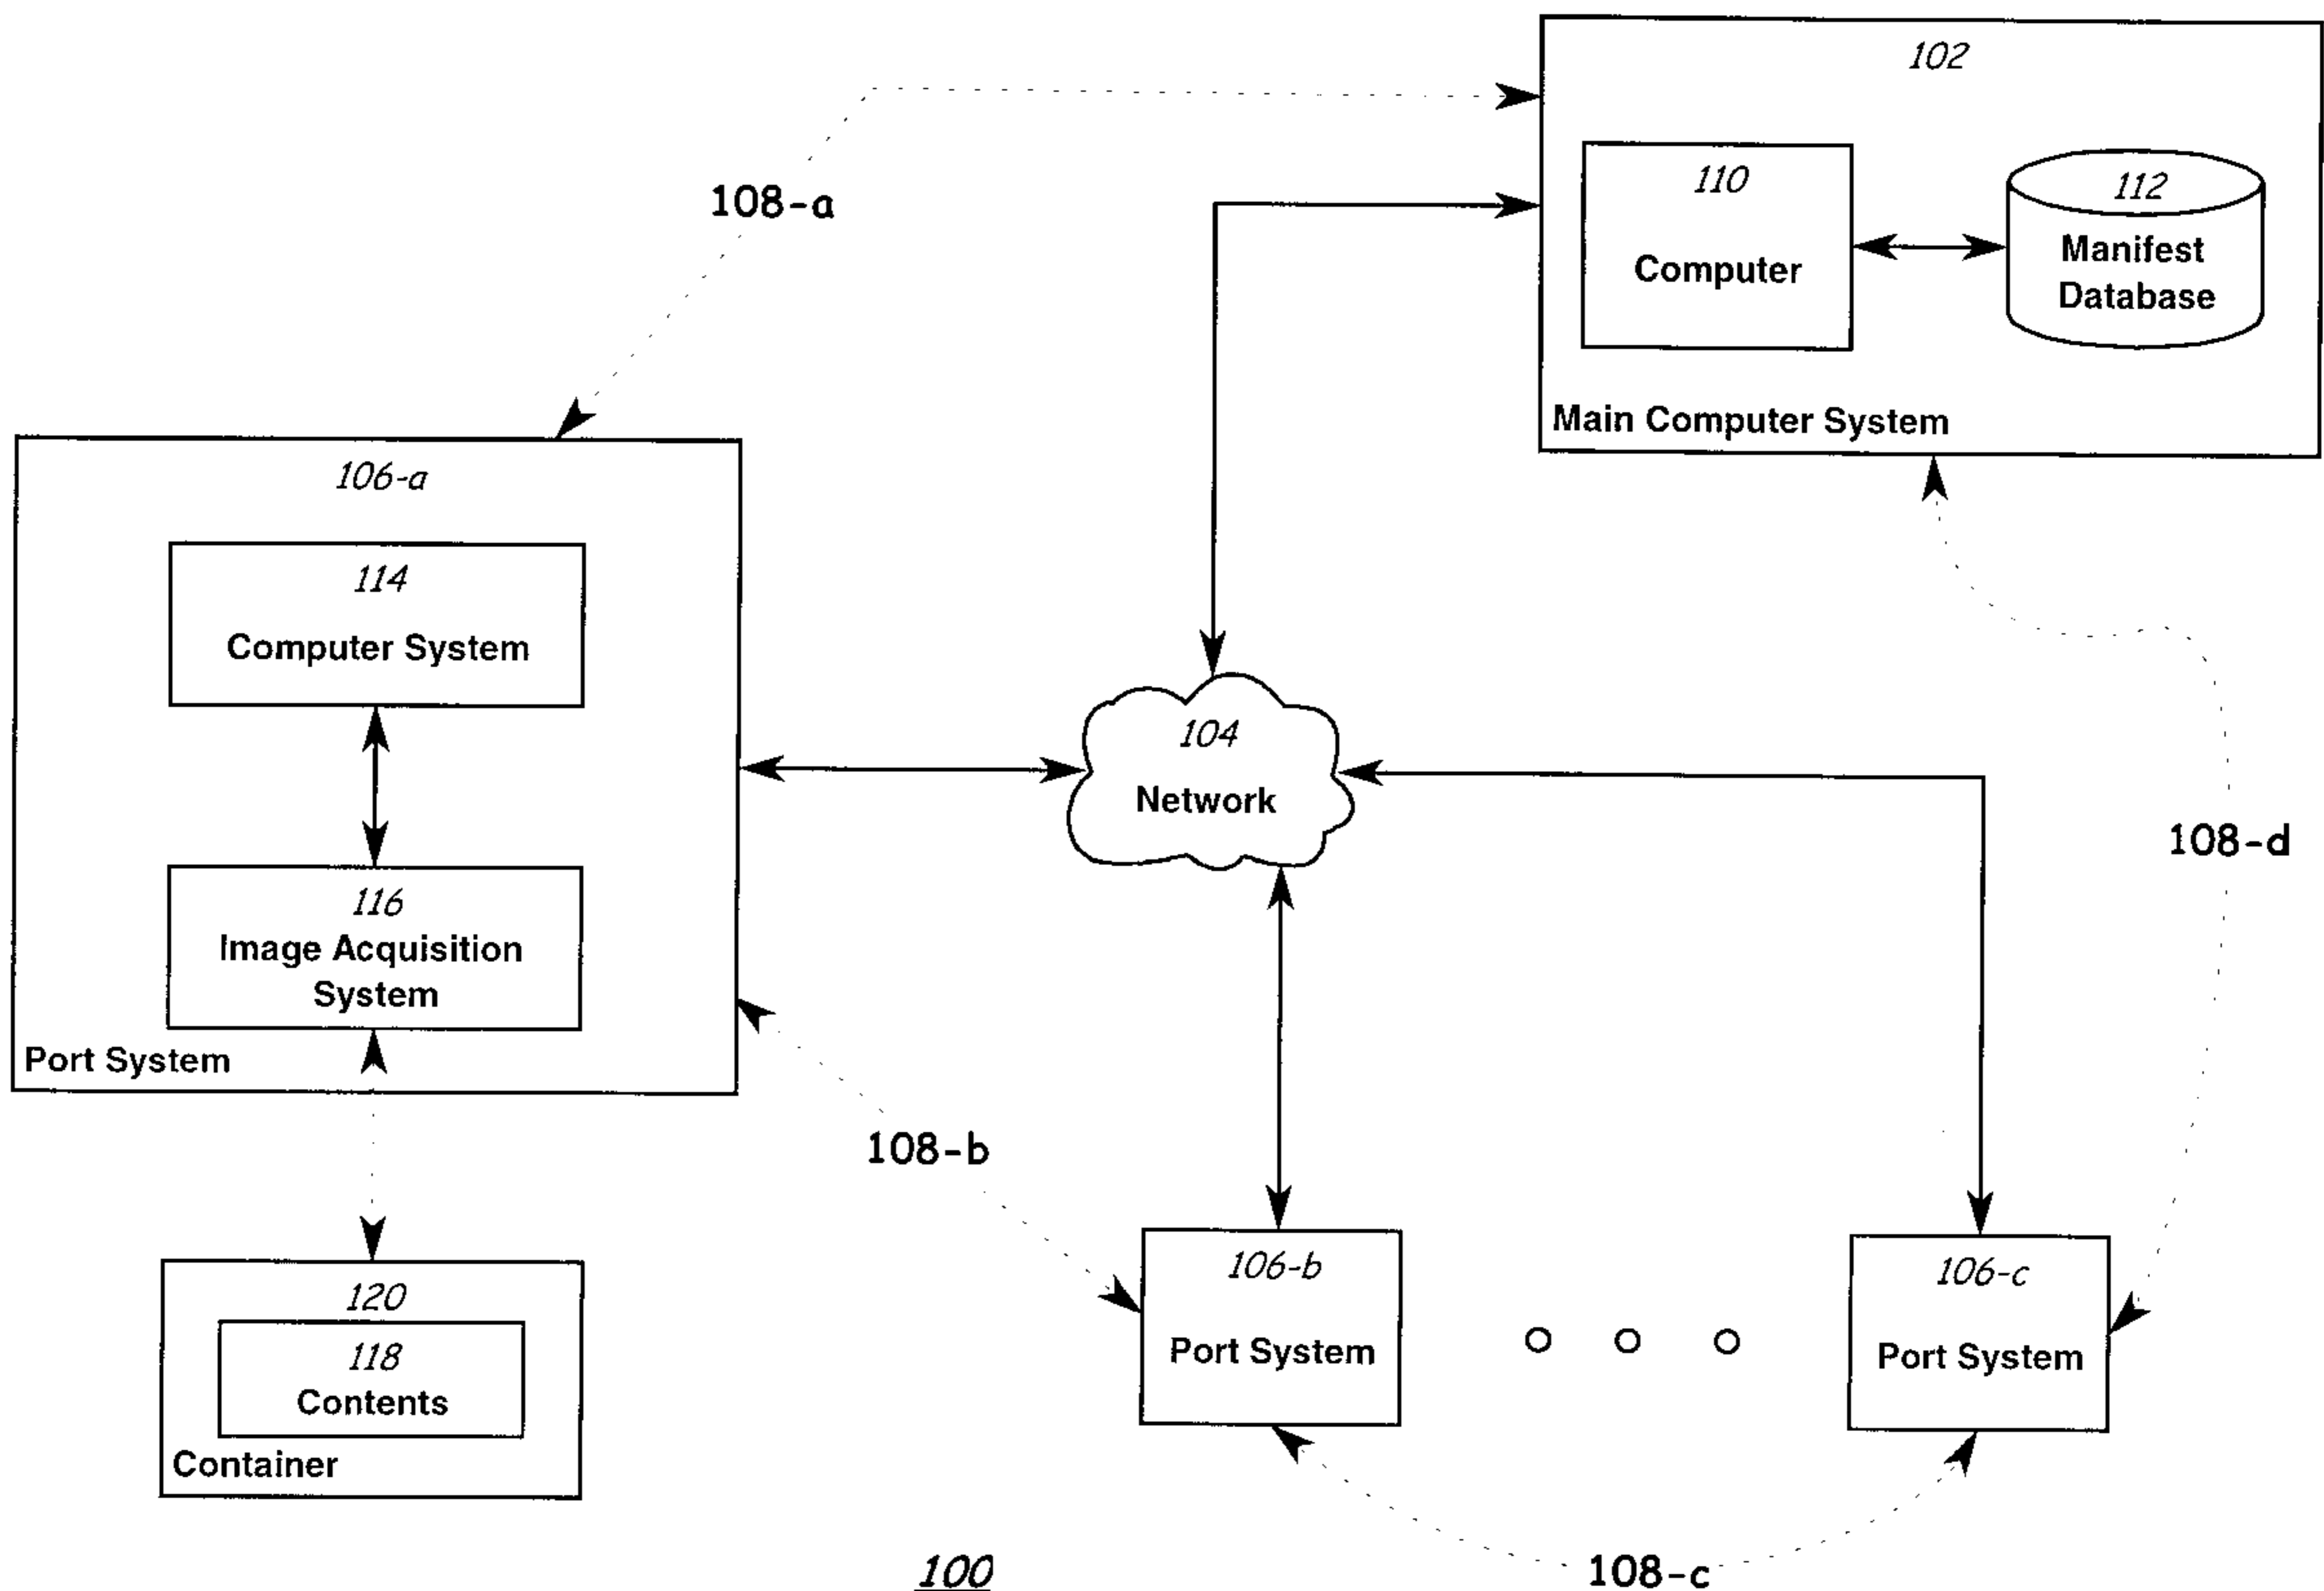 102
110
Computer
112
Manifest
Database
Main Computer System
108-a
106-a
114
Computer System
116
Image Acquisition
System
Port System
104
Network
108-d
108-b
120
118
Contents
Container
106-b
Port System
106-c
Port System
108-c
100